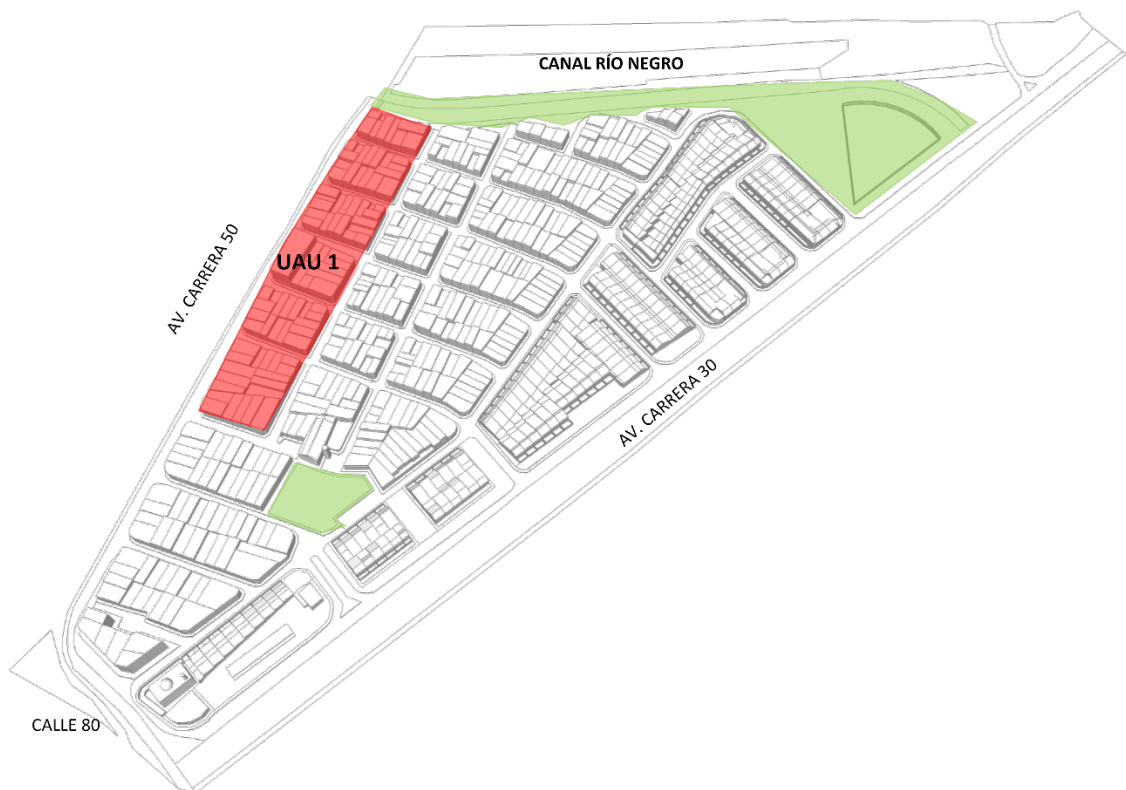 CANAL RÍO NEGRO
AV. CARRERA 50
UAU 1
AV. CARRERA 30
CALLE 80